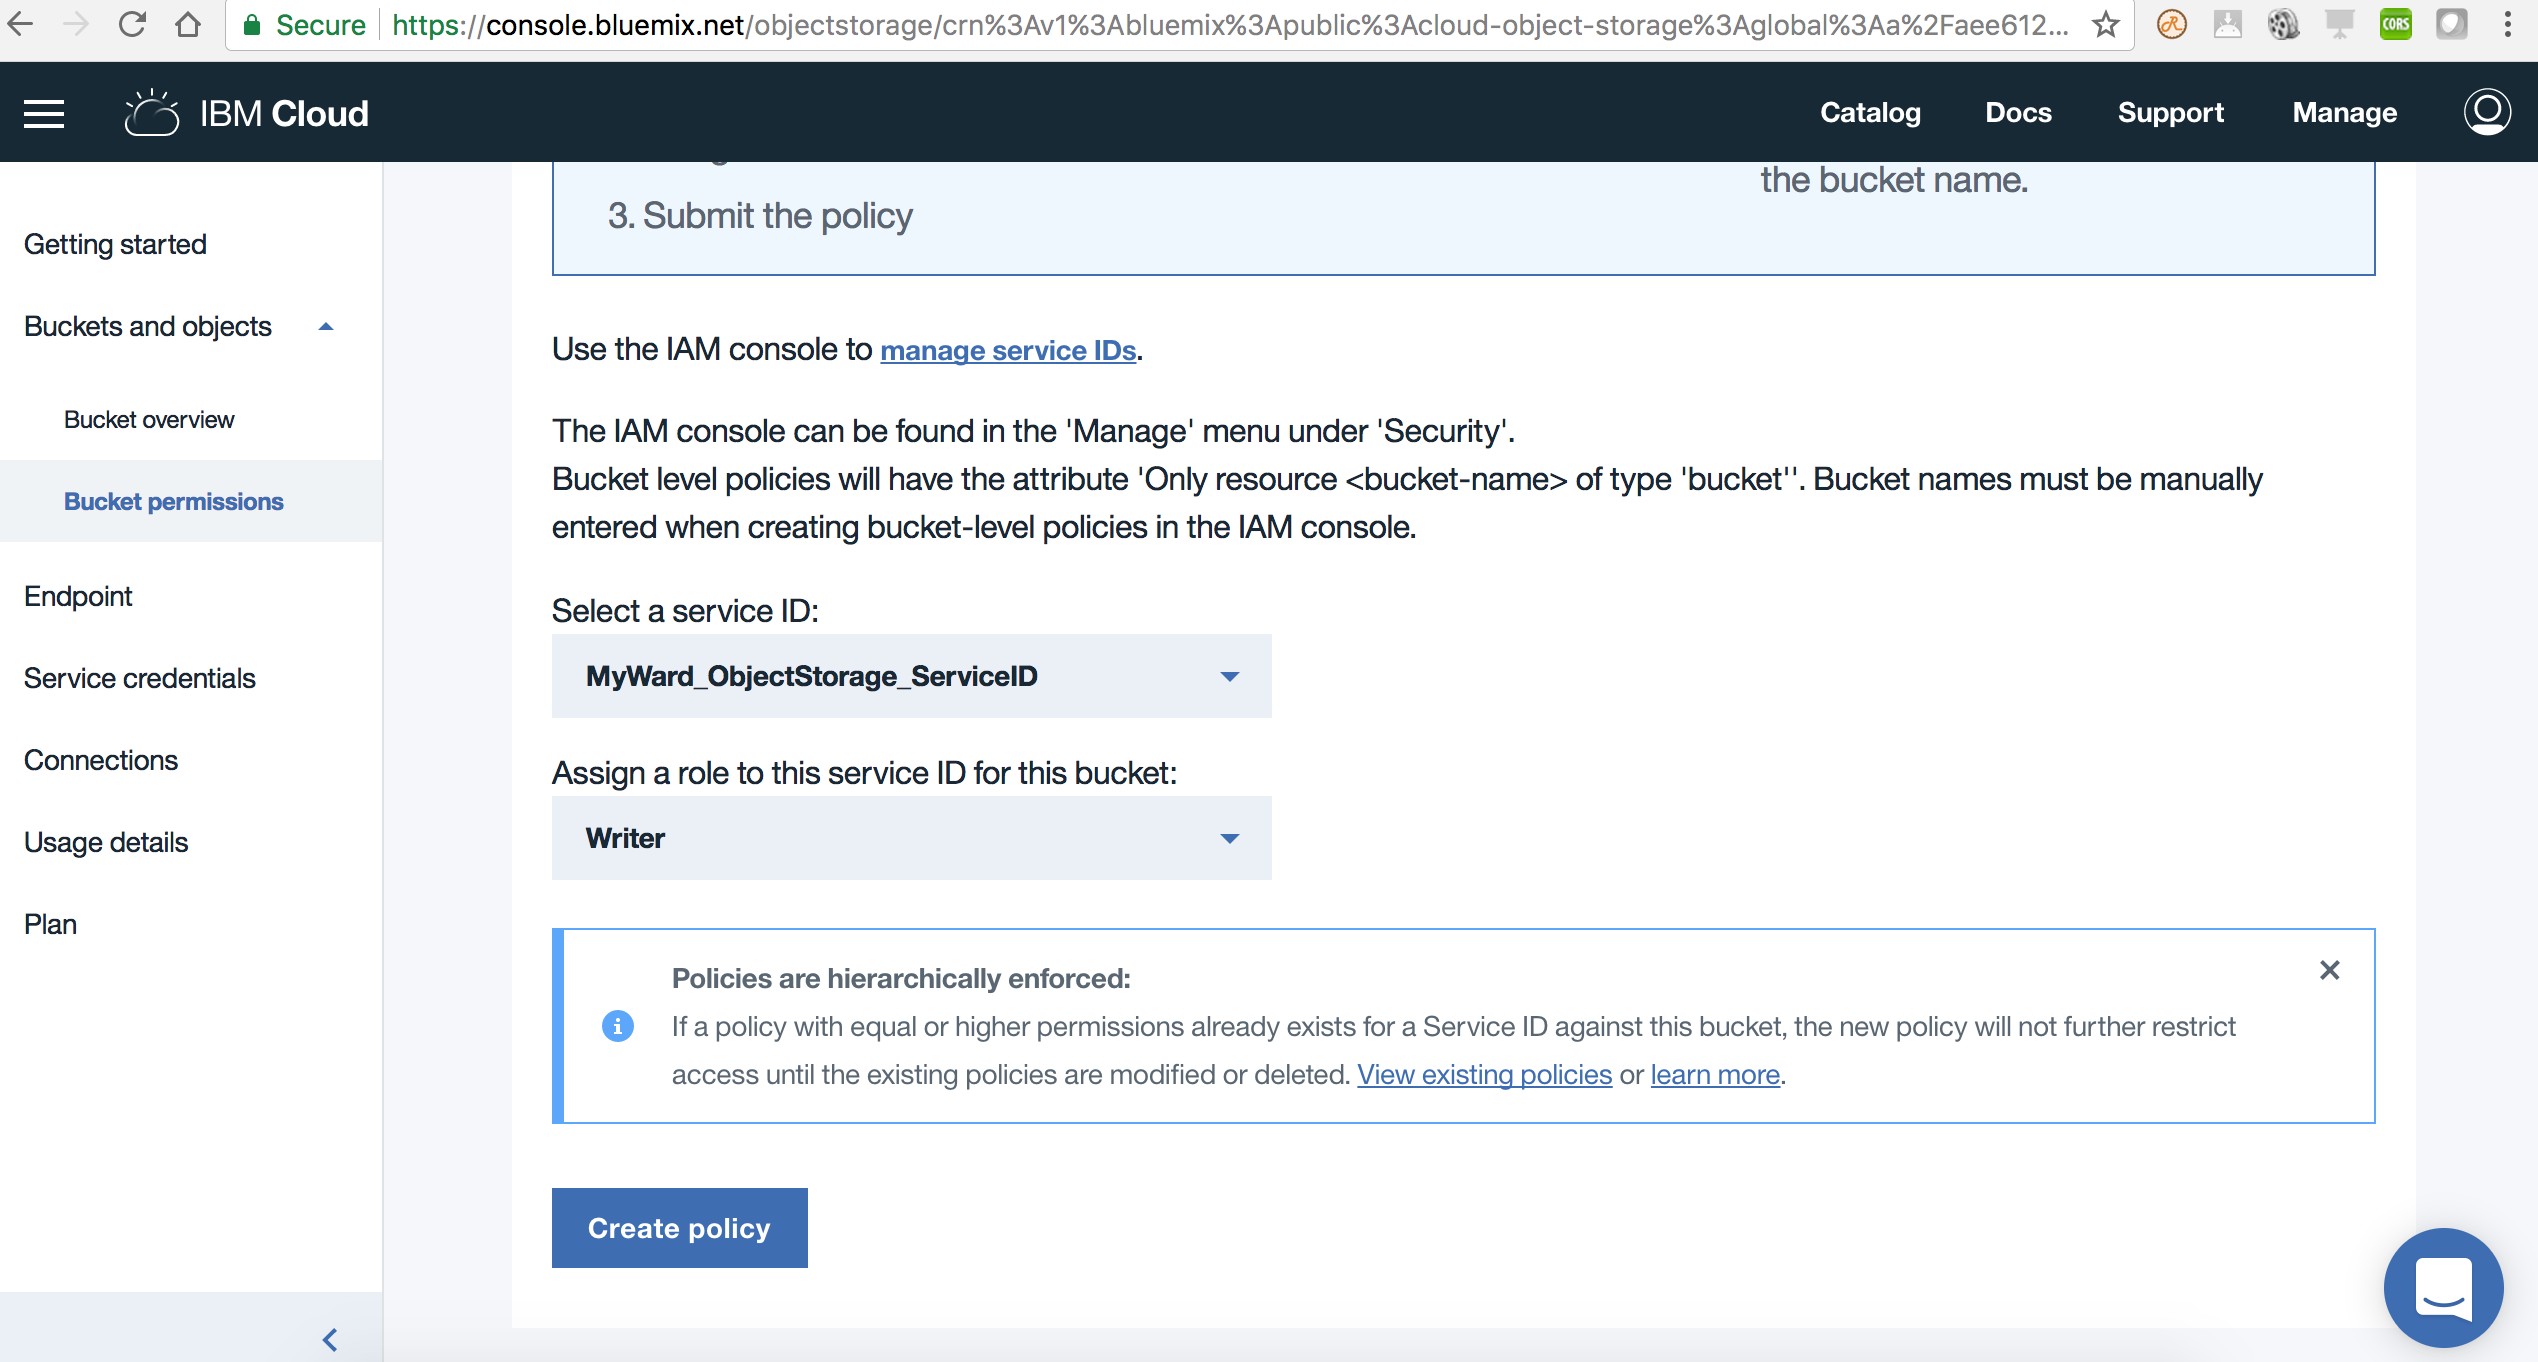 Secure https://console.bluemix.net/objectstorage/crn%3Av1%3Abluemix%3Apublic%3Acloud-object-storage%3Aglobal%3Aa%2Faee612...
CORS
IBM Cloud
Catalog
Docs
Support
Manage
Getting started
Buckets and objects
Bucket overview
Bucket permissions
Endpoint
Service credentials
Connections
Usage details
Plan
the bucket name.
3. Submit the policy
Use the IAM console to manage service IDs.
The IAM console can be found in the 'Manage' menu under 'Security'.
Bucket level policies will have the attribute 'Only resource <bucket-name> of type 'bucket''. Bucket names must be manually
entered when creating bucket-level policies in the IAM console.
Select a service ID:
MyWard_ObjectStorage_ServiceID
Assign a role to this service ID for this bucket:
Writer
Policies are hierarchically enforced:
If a policy with equal or higher permissions already exists for a Service ID against this bucket, the new policy will not further restrict
access until the existing policies are modified or deleted. View existing policies or learn more.
Create policy